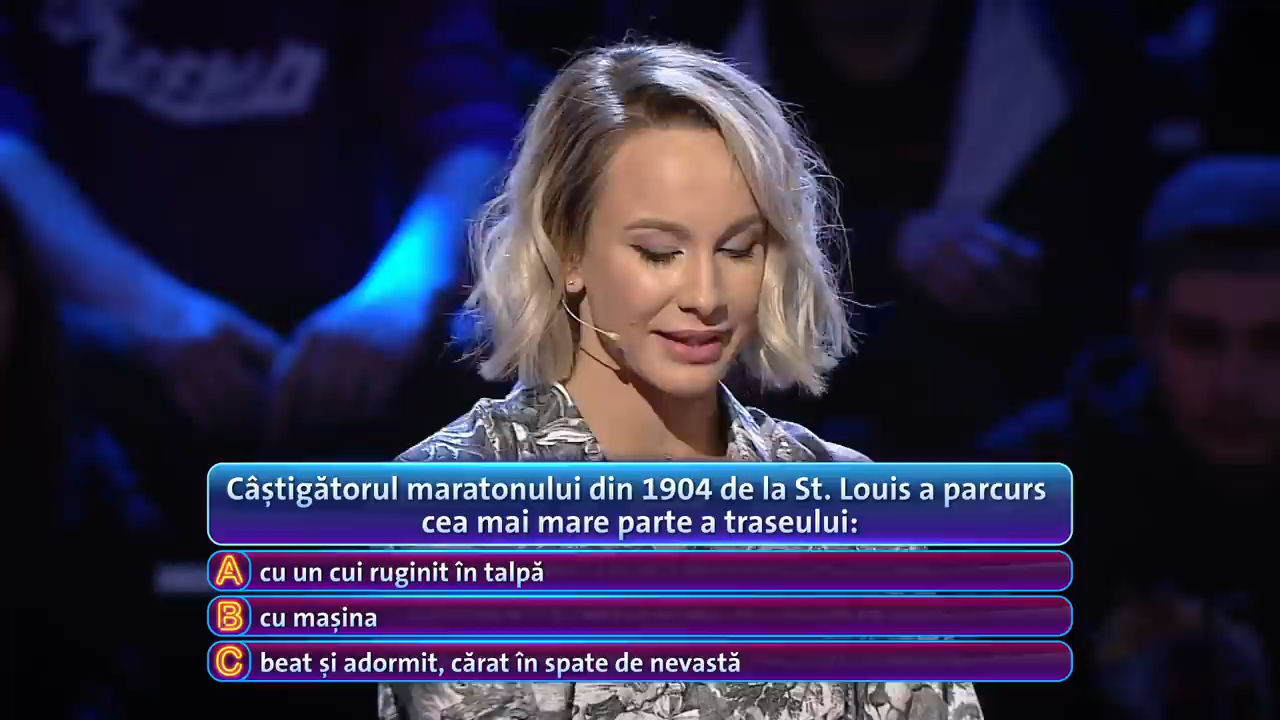 Câștigătorul maratonului din 1904 de la St. Louis a parcurs
cea mai mare parte a traseului:
A cu un cui ruginit în talpă
B cu mașina
C beat și adormit, cărat în spate de nevastă